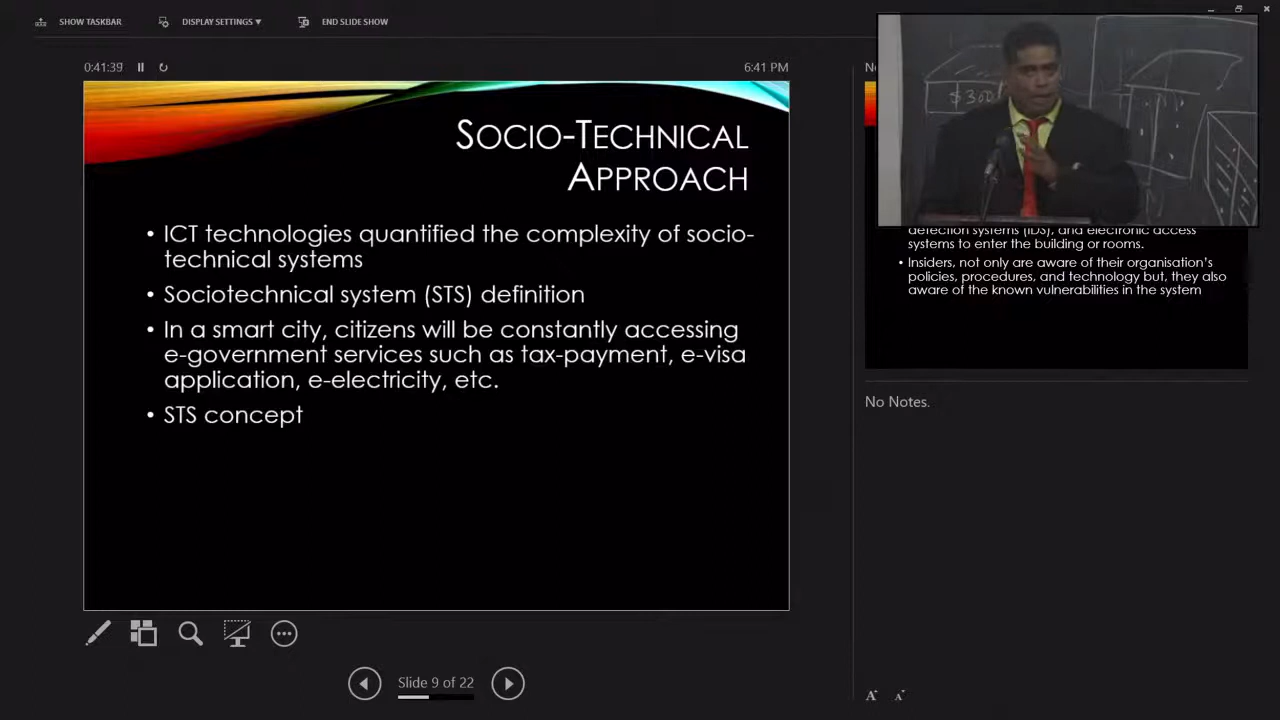 SHOW TASKBAR
DISPLAY SETTINGS ▼
END SLIDE SHOW
0:41:39
6:41 PM
SOCIO-TECHNICAL
APPROACH
• ICT technologies quantified the complexity of socio-
technical systems
• Sociotechnical system (STS) definition
• In a smart city, citizens will be constantly accessing
e-government services such as tax-payment, e-visa
application, e-electricity, etc.
• STS concept
Slide 9 of 22
$300
detection systems (IDS), and electronic access
systems to enter the building or rooms.
• Insiders, not only are aware of their organisation's
policies, procedures, and technology but, they also
aware of the known vulnerabilities in the system
No Notes.
A
A